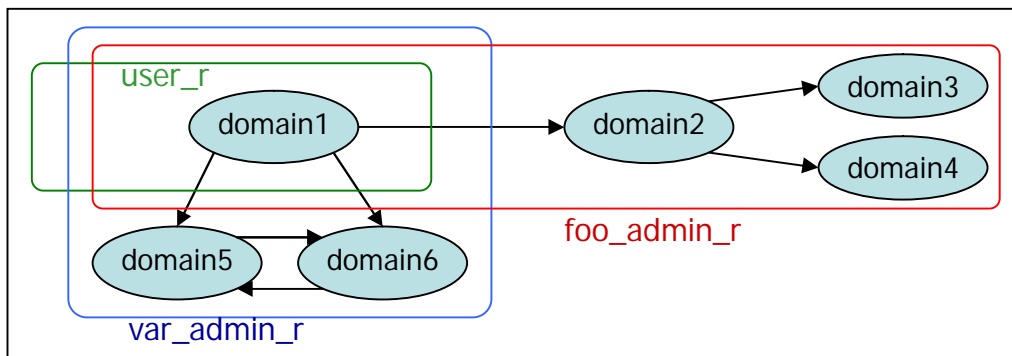 user_r
domain3
domain1
domain2
domain4
foo_admin_r
domain5
domain6
var_admin_r